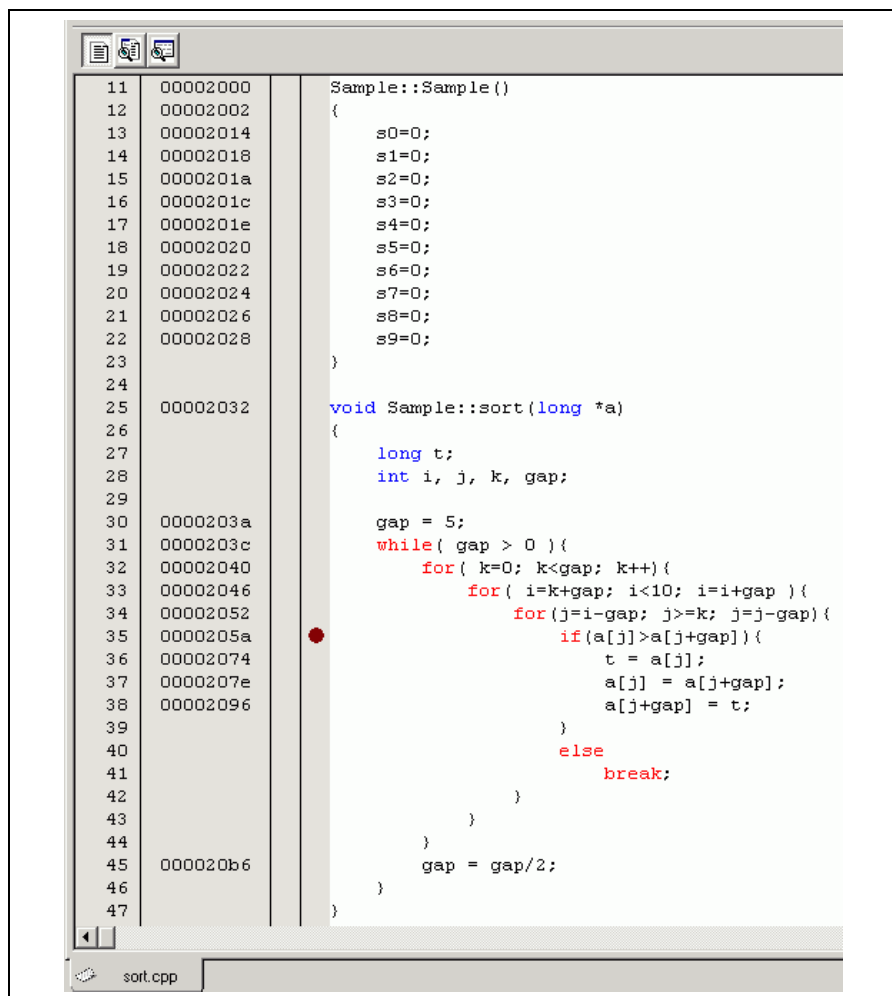 11 00002000 Sample::Sample()
12 00002002 {
13 00002014 s0=0;
14 00002018 s1=0;
15 0000201a s2=0;
16 0000201c s3=0;
17 0000201e s4=0;
18 00002020 s5=0;
19 00002022 s6=0;
20 00002024 s7=0;
21 00002026 s8=0;
22 00002028 s9=0;
23 }
24
25 00002032 void Sample::sort(long *a)
26 {
27 long t;
28 int i, j, k, gap;
29
30 0000203a gap = 5;
31 0000203c while( gap > 0 ){
32 00002040 for( k=0; k<gap; k++){
33 00002046 for( i=k+gap; i<10; i=i+gap ){
34 00002052 for(j=i-gap; j>=k; j=j-gap){
35 0000205a if(a[j]>a[j+gap]){
36 00002074 t = a[j];
37 0000207e a[j] = a[j+gap];
38 00002096 a[j+gap] = t;
39 }
40 else
41 break;
42 }
43 }
44 }
45 000020b6 gap = gap/2;
46 }
47 }
sort.cpp